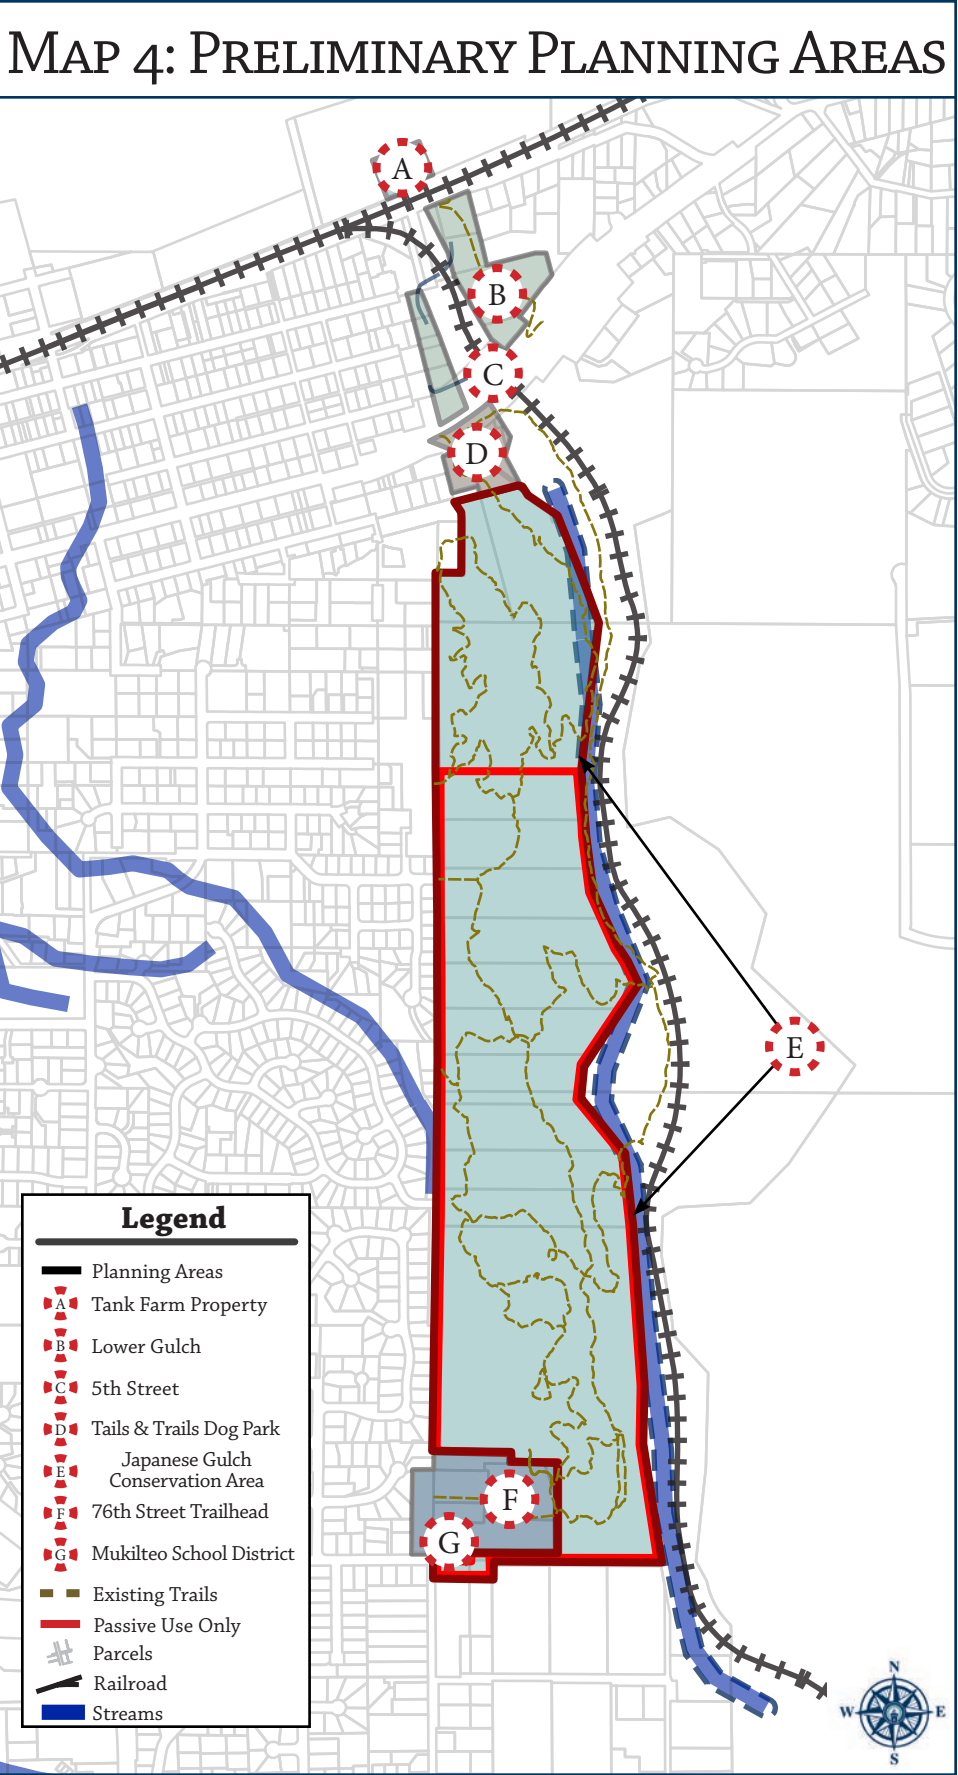 Map 4: Preliminary Planning Areas
A
B
C
D
E
F
G
Legend
Planning Areas
A Tank Farm Property
B Lower Gulch
C 5th Street
D Tails & Trails Dog Park
E Japanese Gulch
Conservation Area
F 76th Street Trailhead
G Mukilteo School District
Existing Trails
Passive Use Only
Parcels
Railroad
Streams
N
W E
S